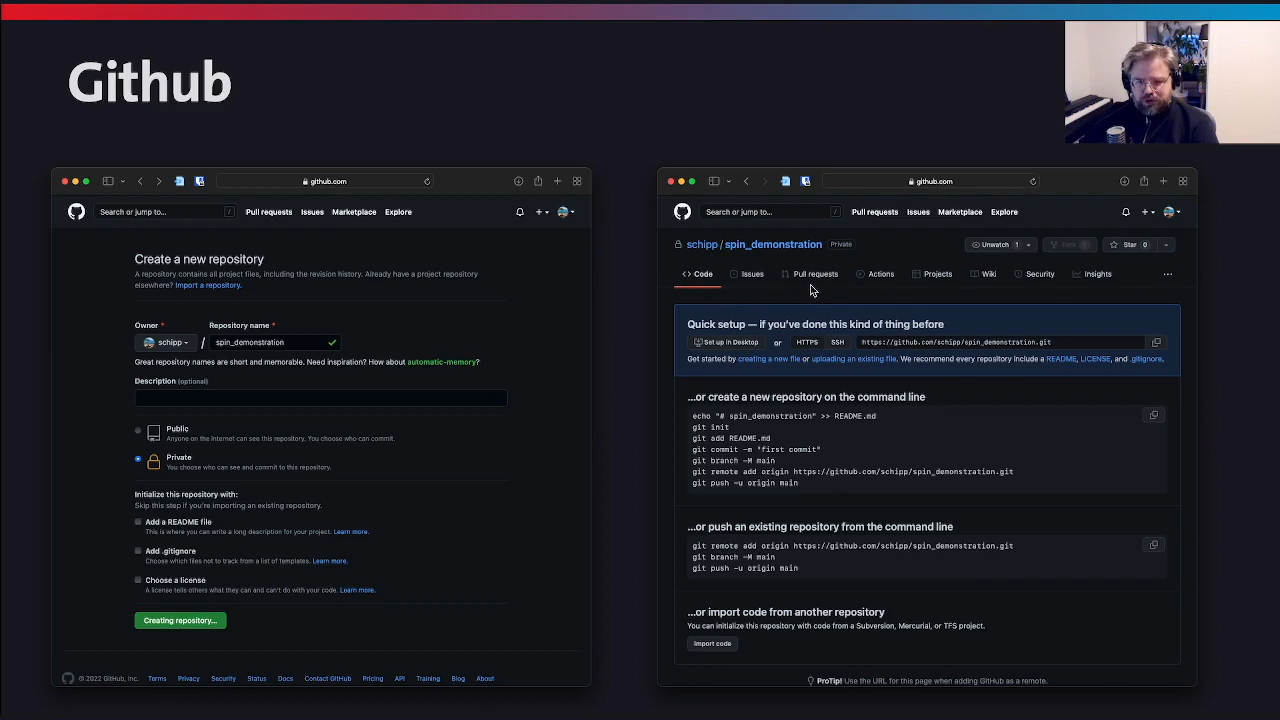 Github
github.com
Search or jump to... /
Pull requests Issues Marketplace Explore
Create a new repository
A repository contains all project files, including the revision history. Already have a project repository
elsewhere? Import a repository.
Owner * Repository name *
schipp / spin_demonstration
Great repository names are short and memorable. Need inspiration? How about automatic-memory?
Description (optional)
Public
Anyone on the Internet can see this repository. You choose who can commit.
Private
You choose who can see and commit to this repository.
Initialize this repository with:
Skip this step if you're importing an existing repository.
Add a README file
This is where you can write a long description for your project. Learn more.
Add .gitignore
Choose which files not to track from a list of templates. Learn more.
Choose a license
A license tells others what they can and can't do with your code. Learn more.
Creating repository...
© 2022 GitHub, Inc. Terms Privacy Security Status Docs Contact GitHub Pricing API Training Blog About
github.com
Search or jump to... /
Pull requests Issues Marketplace Explore
schipp / spin_demonstration Private
Unwatch 1 Fork 0 Star 0
Code Issues Pull requests Actions Projects Wiki Security Insights
Quick setup — if you've done this kind of thing before
Set up in Desktop or HTTPS SSH https://github.com/schipp/spin_demonstration.git
Get started by creating a new file or uploading an existing file. We recommend every repository include a README, LICENSE, and .gitignore.
...or create a new repository on the command line
echo "# spin_demonstration" >> README.md
git init
git add README.md
git commit -m "first commit"
git branch -M main
git remote add origin https://github.com/schipp/spin_demonstration.git
git push -u origin main
...or push an existing repository from the command line
git remote add origin https://github.com/schipp/spin_demonstration.git
git branch -M main
git push -u origin main
...or import code from another repository
You can initialize this repository with code from a Subversion, Mercurial, or TFS project.
Import code
ProTip! Use the URL for this page when adding GitHub as a remote.